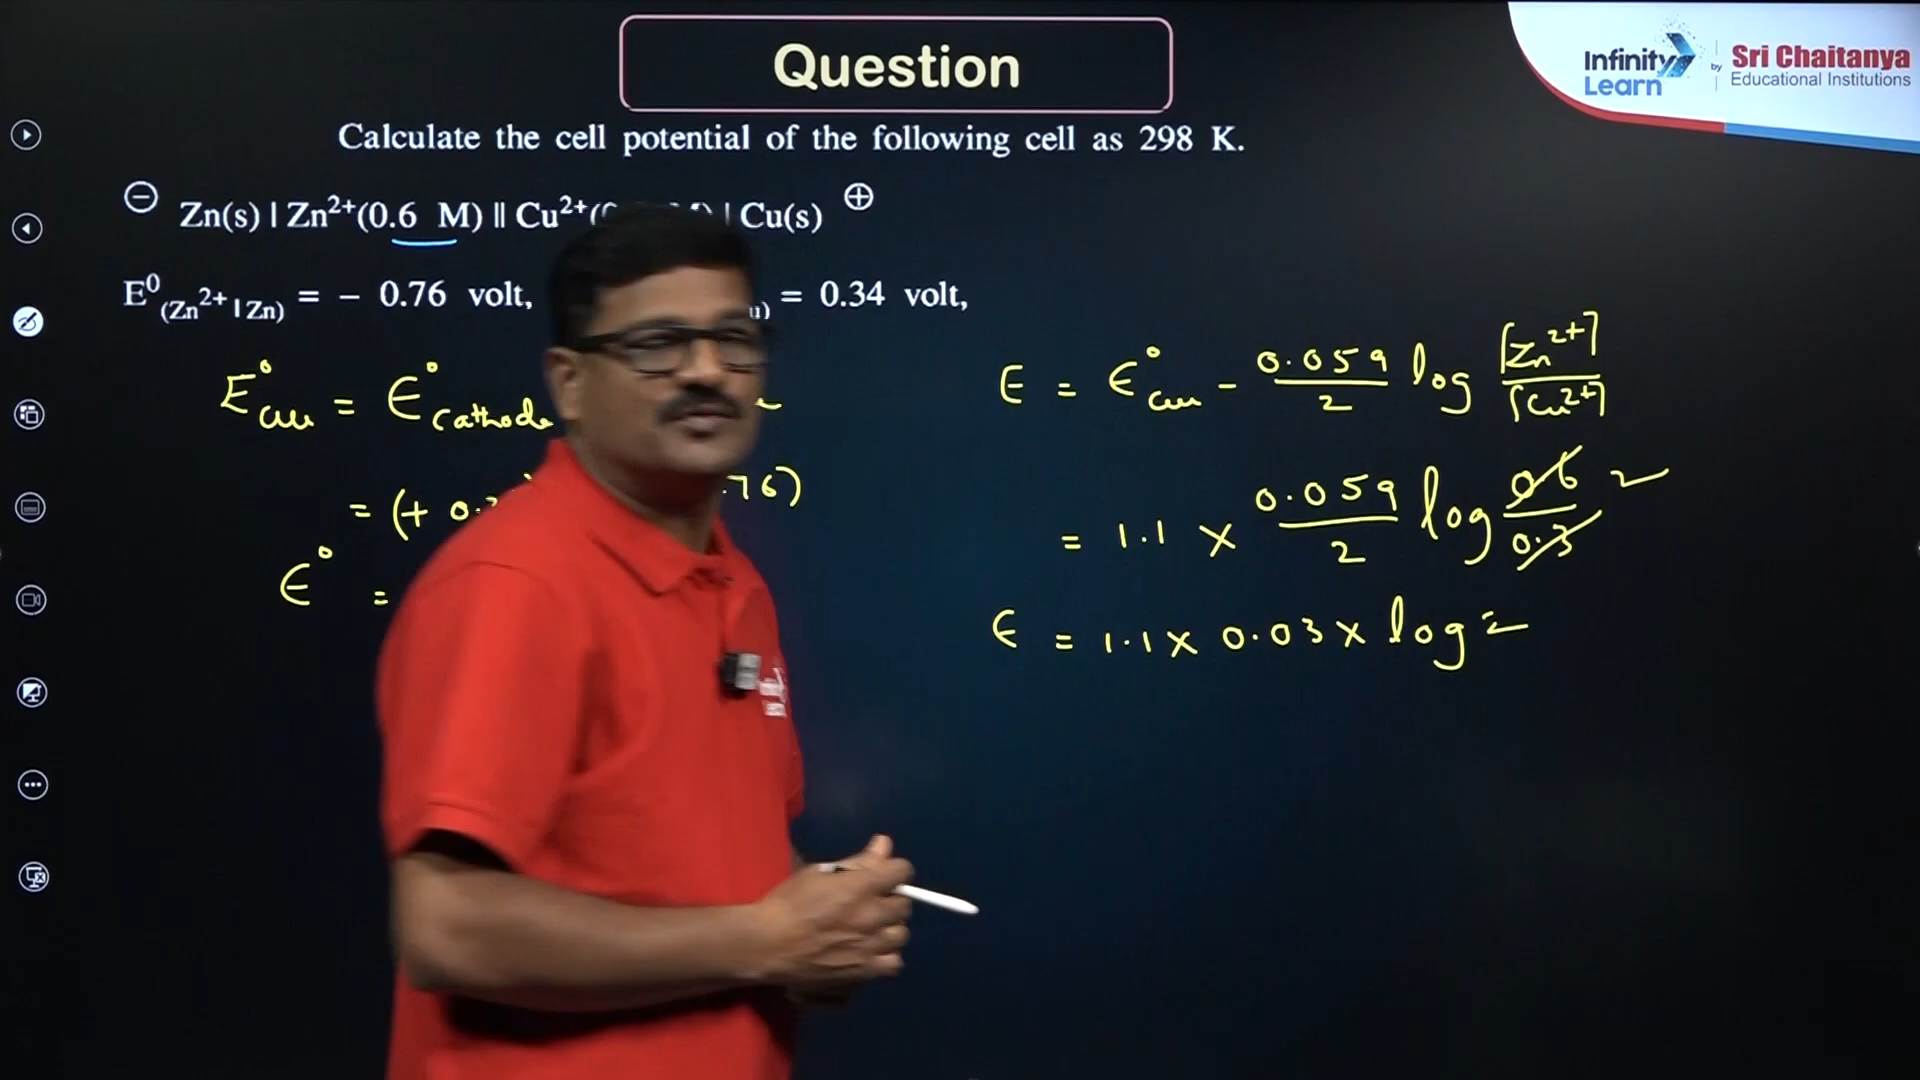 Question
Infinity Learn by Sri Chaitanya Educational Institutions
Calculate the cell potential of the following cell as 298 K.
⊖ Zn(s) | Zn²⁺(0.6 M) || Cu²⁺( | Cu(s) ⊕
E⁰(Zn²⁺ | Zn) = − 0.76 volt, u) = 0.34 volt,
E°cell = E°cathode
= (+ 0.3 .76)
E° =
E = E°cell - 0.059/2 log [Zn²⁺]/[Cu²⁺]
= 1.1 × 0.059/2 log 0.6/0.3 2
E = 1.1 × 0.03 × log 2